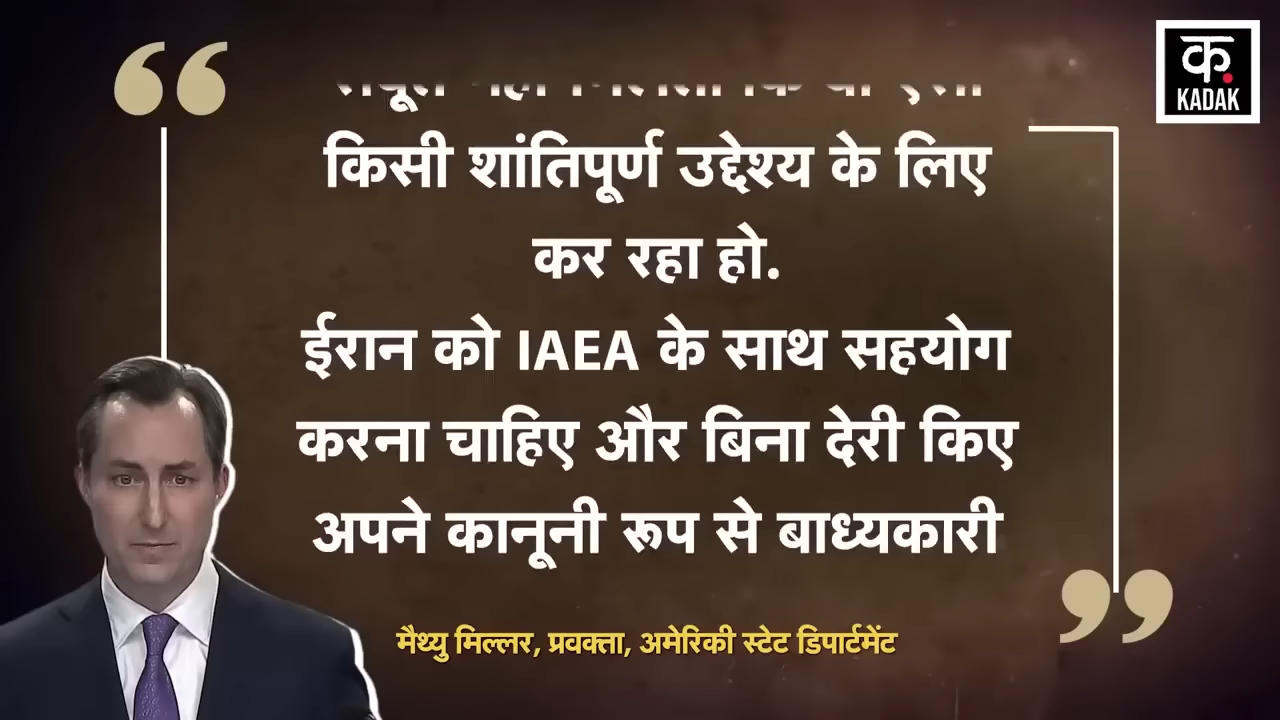 क.
KADAK
किसी शांतिपूर्ण उद्देश्य के लिए
कर रहा हो.
ईरान को IAEA के साथ सहयोग
करना चाहिए और बिना देरी किए
अपने कानूनी रूप से बाध्यकारी
मैथ्यु मिल्लर, प्रवक्ता, अमेरिकी स्टेट डिपार्टमेंट